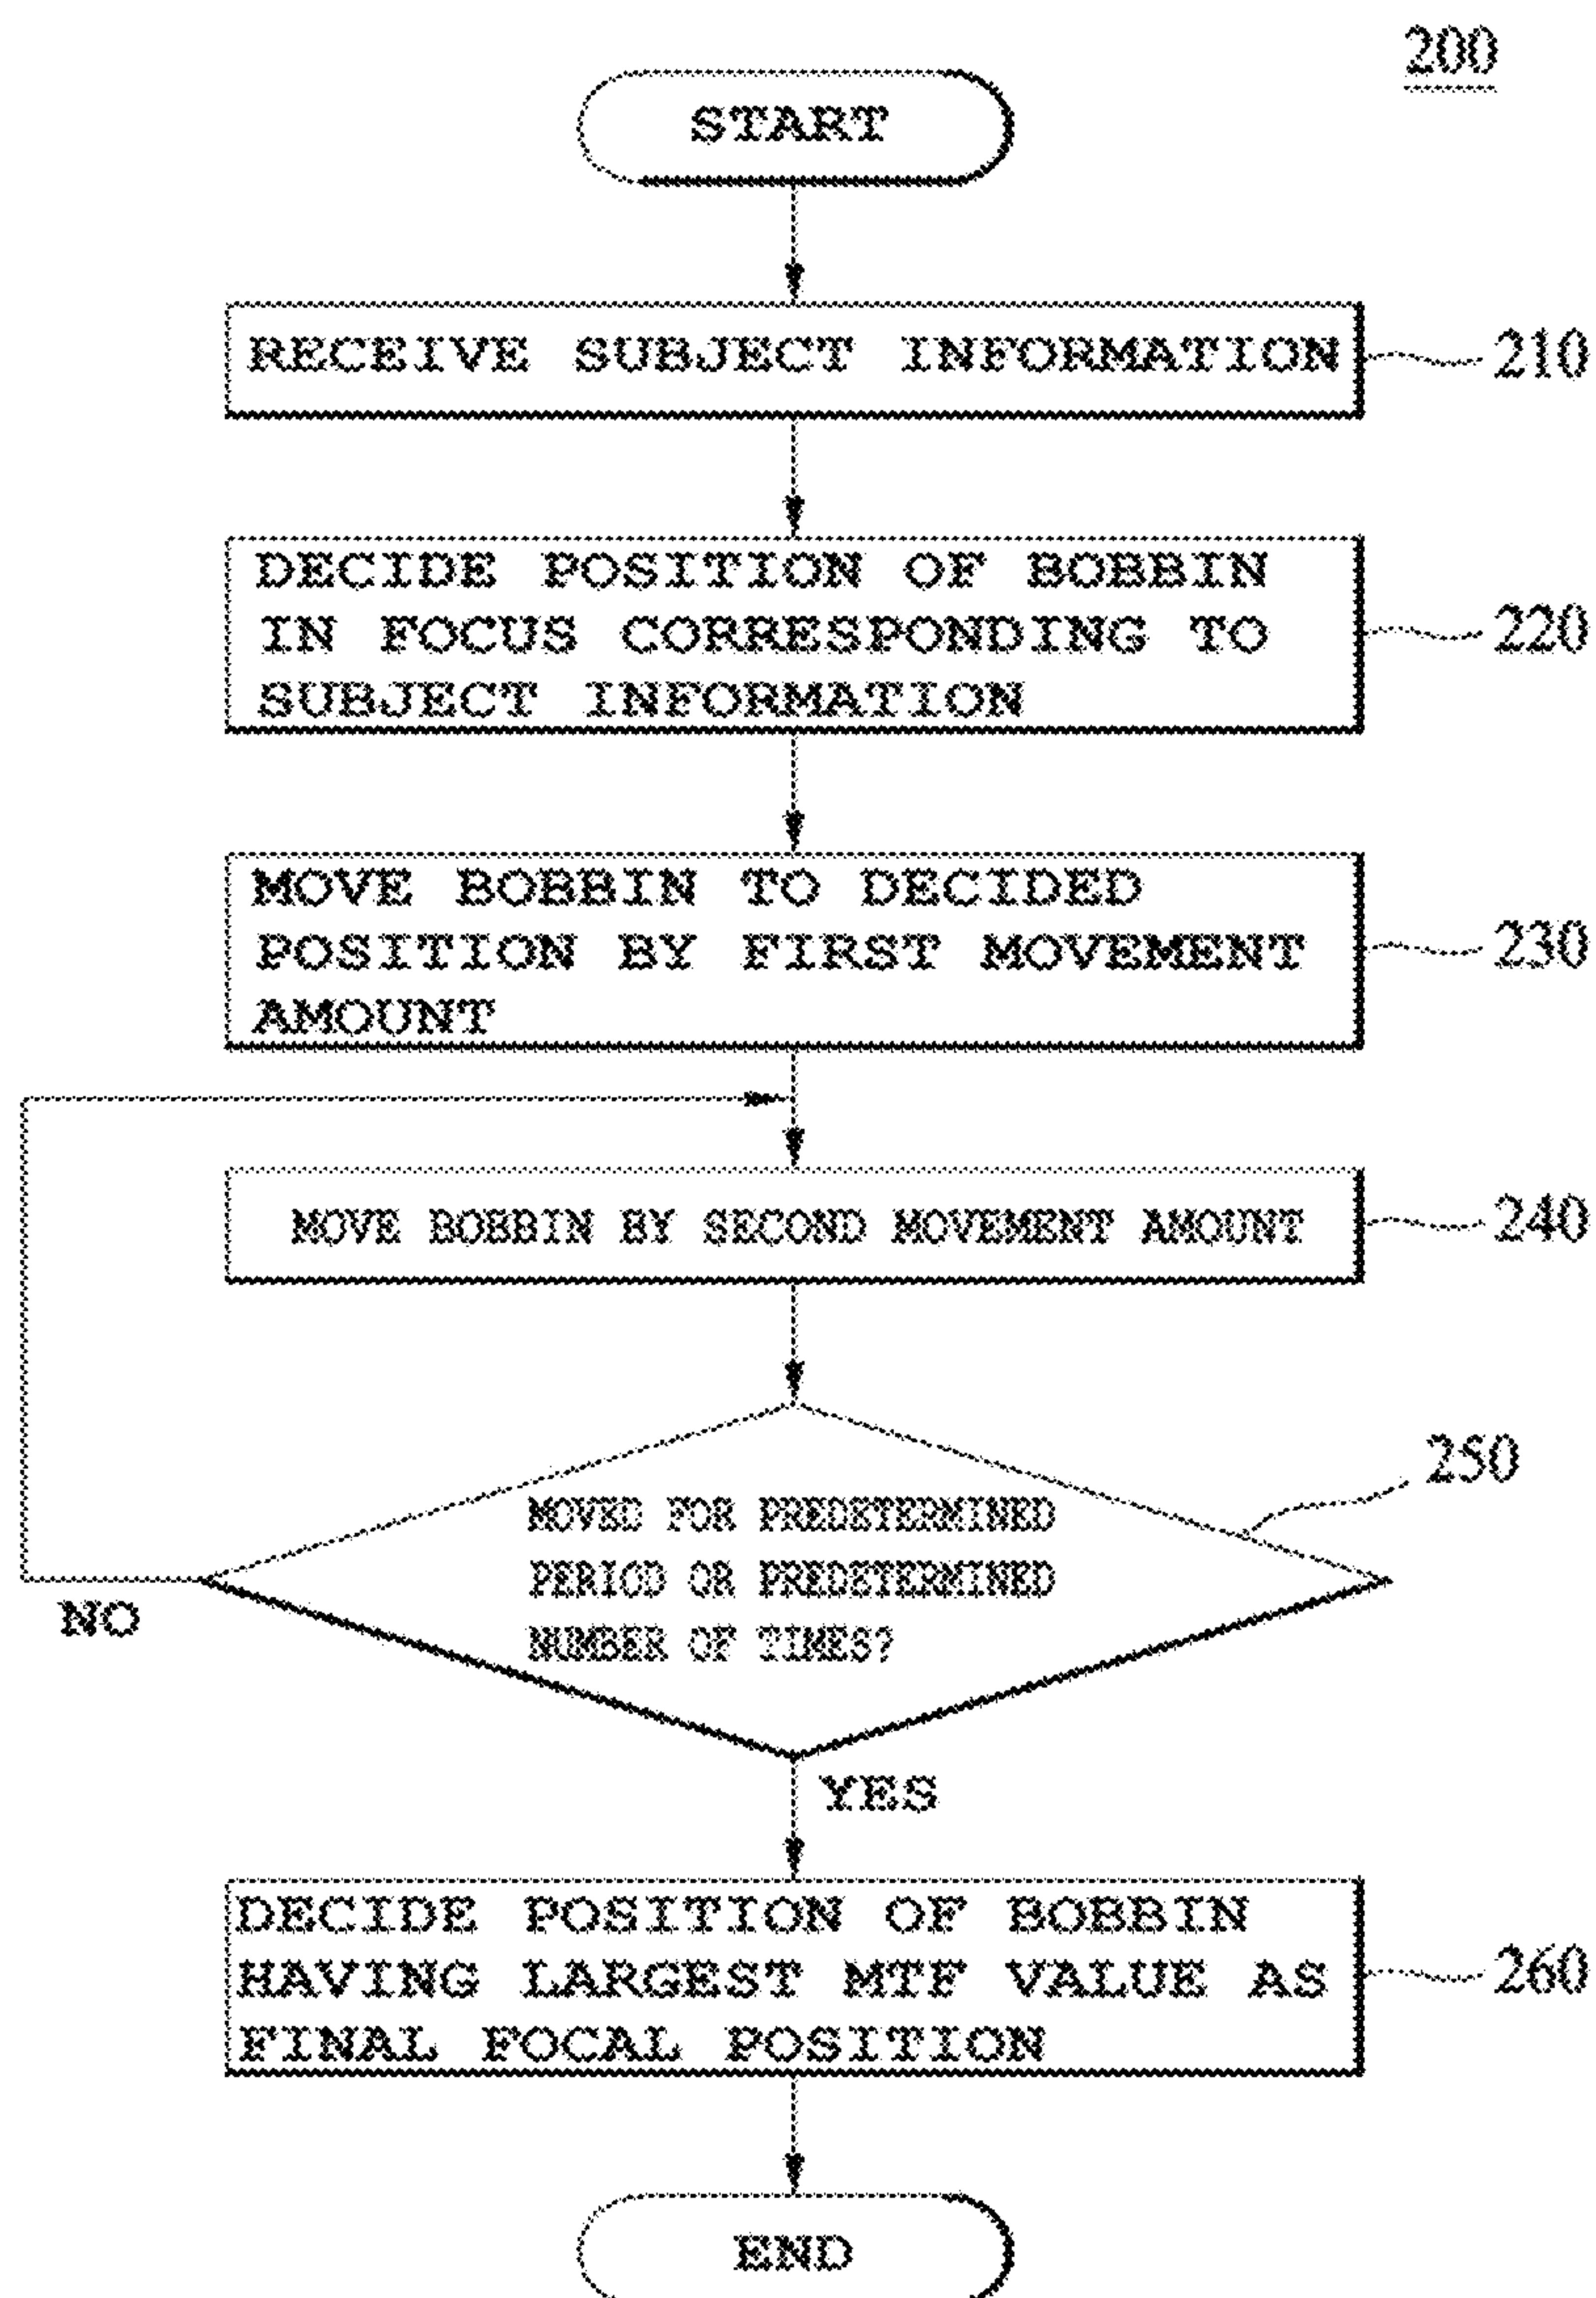 200
START
RECEIVE SUBJECT INFORMATION
210
DECIDE POSITION OF BOBBIN
IN FOCUS CORRESPONDING TO
SUBJECT INFORMATION
220
MOVE BOBBIN TO DECIDED
POSITION BY FIRST MOVEMENT
AMOUNT
230
MOVE BOBBIN BY SECOND MOVEMENT AMOUNT
240
250
MOVED FOR PREDETERMINED
PERIOD OR PREDETERMINED
NUMBER OF TIMES?
NO
YES
DECIDE POSITION OF BOBBIN
HAVING LARGEST MTF VALUE AS
FINAL FOCAL POSITION
260
END